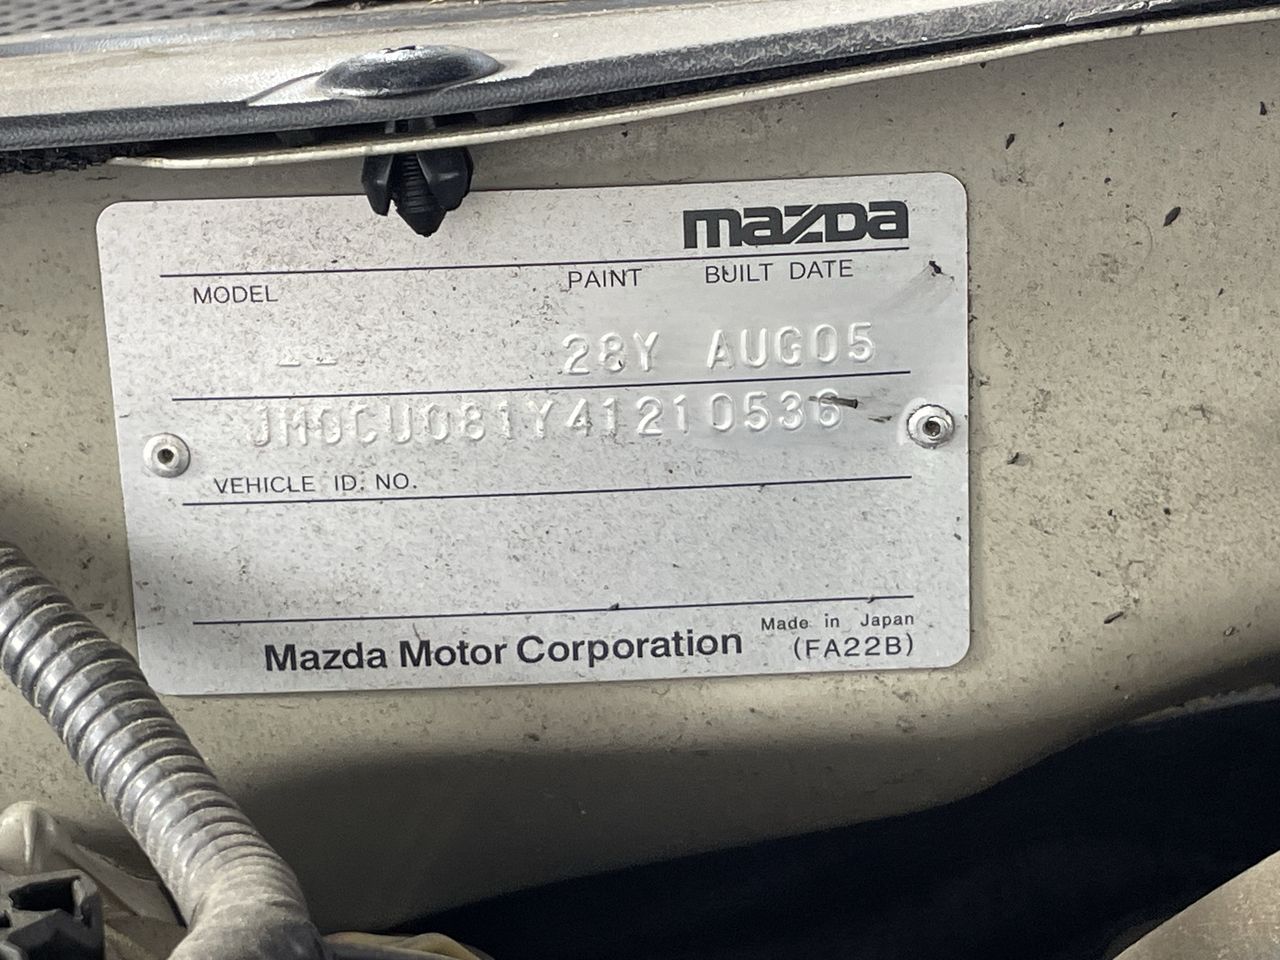 mazda
MODEL PAINT BUILT DATE
-- 28Y AUG05
JM0CU081Y41210536
VEHICLE ID. NO.
Mazda Motor Corporation
Made in Japan
(FA22B)